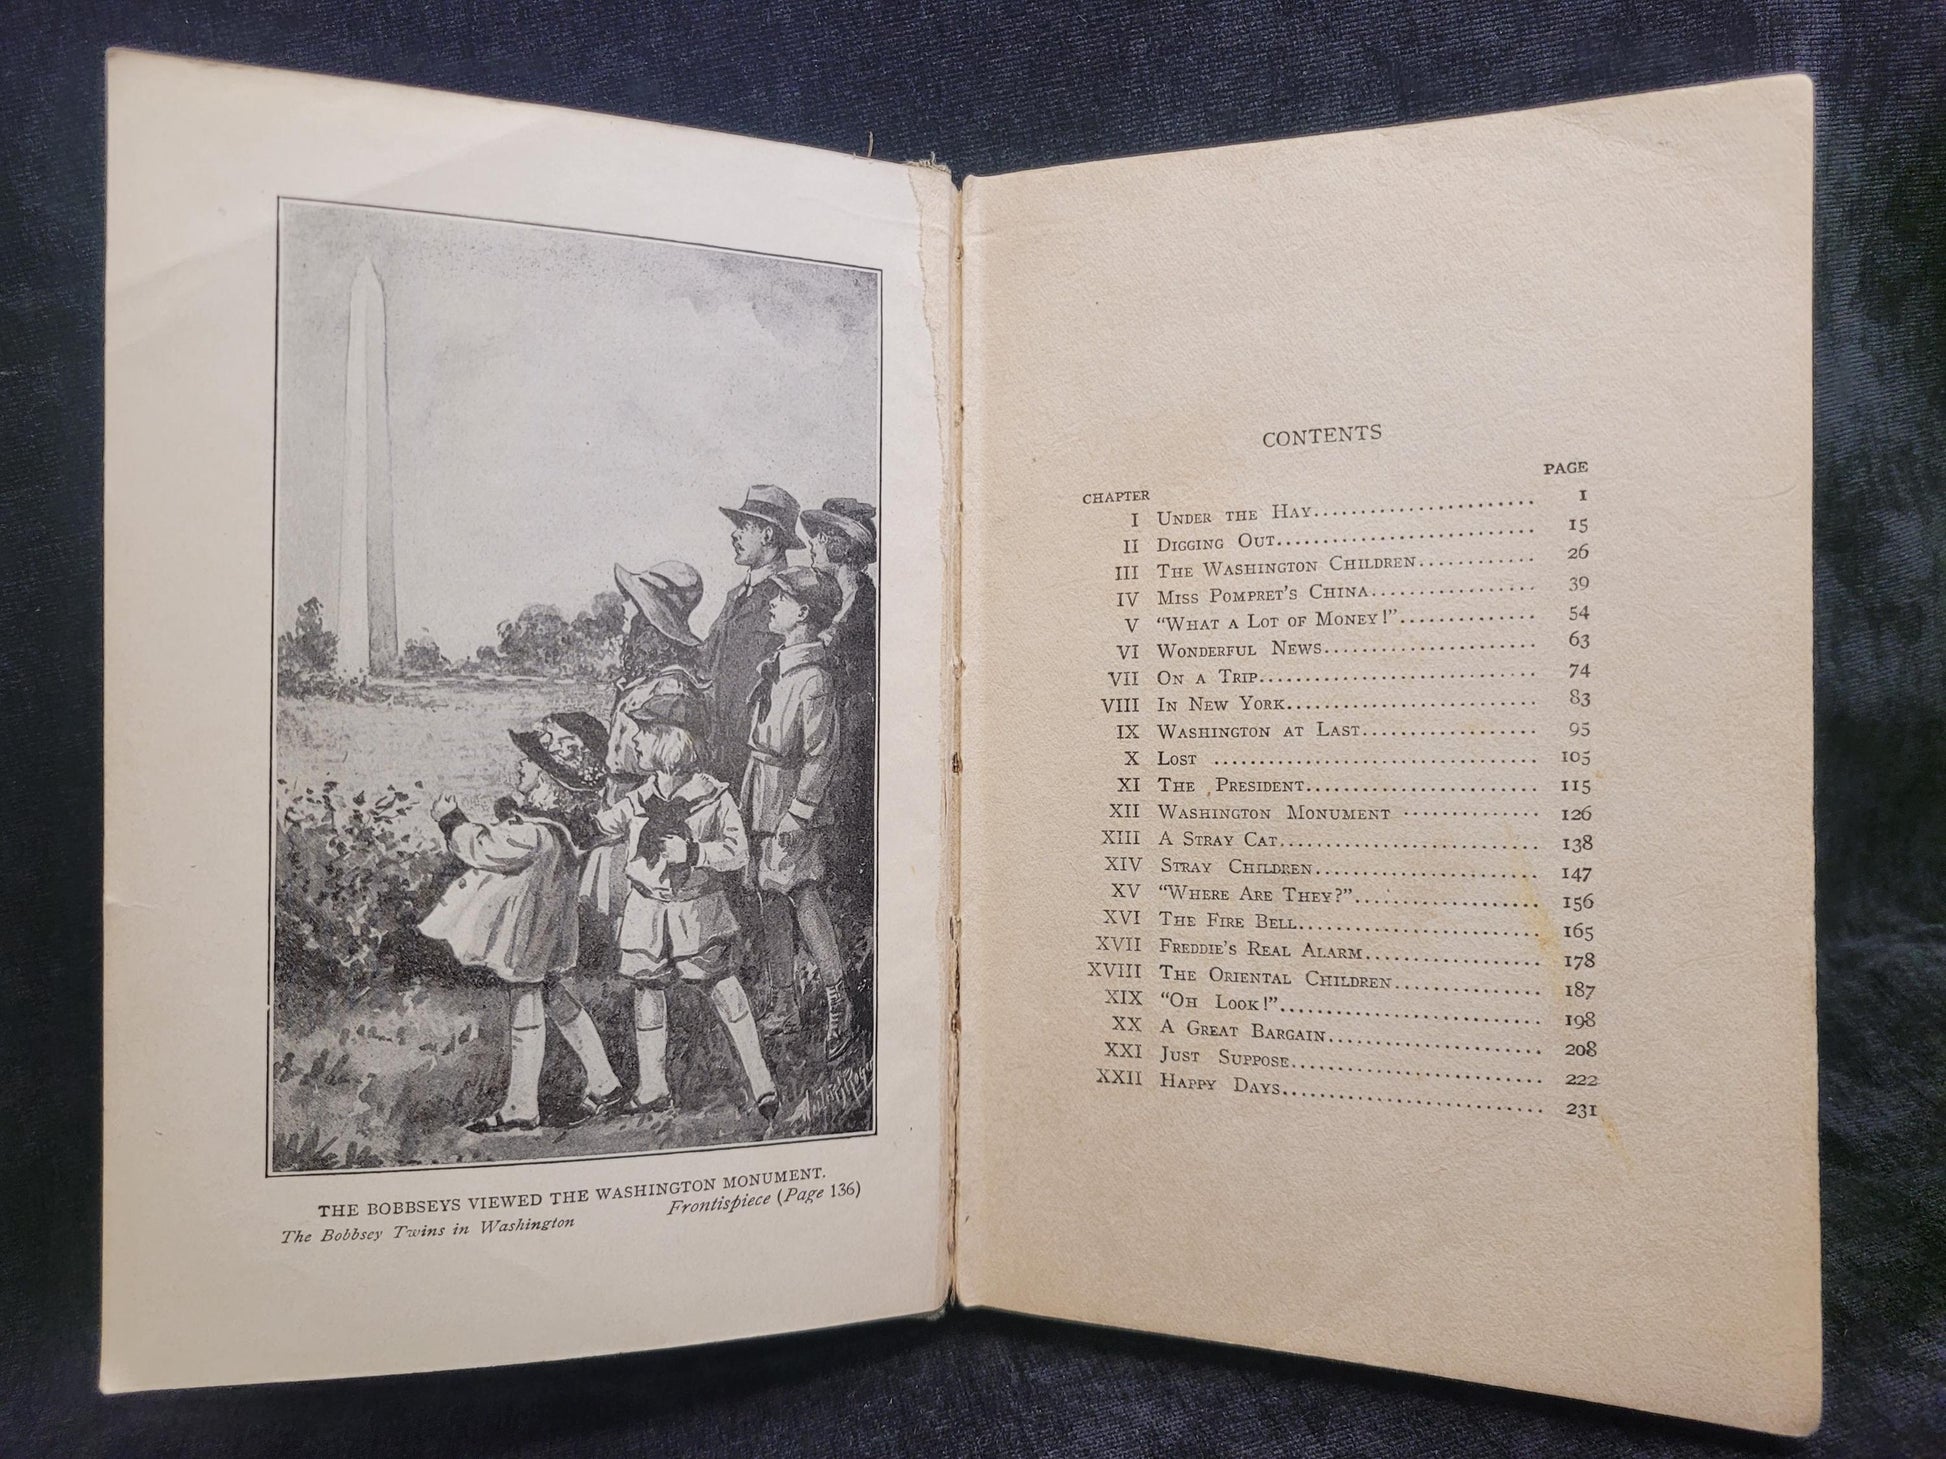 THE BOBBSEYS VIEWED THE WASHINGTON MONUMENT.
The Bobbsey Twins in Washington Frontispiece (Page 136)
CONTENTS
CHAPTER PAGE
I UNDER THE HAY........................ 1
II DIGGING OUT........................... 15
III THE WASHINGTON CHILDREN............ 26
IV MISS POMPRET'S CHINA................. 39
V "WHAT A LOT OF MONEY!".............. 54
VI WONDERFUL NEWS...................... 63
VII ON A TRIP............................. 74
VIII IN NEW YORK.......................... 83
IX WASHINGTON AT LAST.................. 95
X LOST .................................. 105
XI THE PRESIDENT........................ 115
XII WASHINGTON MONUMENT .............. 126
XIII A STRAY CAT........................... 138
XIV STRAY CHILDREN....................... 147
XV "WHERE ARE THEY?"................... 156
XVI THE FIRE BELL......................... 165
XVII FREDDIE'S REAL ALARM................. 178
XVIII THE ORIENTAL CHILDREN............... 187
XIX "OH LOOK!"........................... 198
XX A GREAT BARGAIN...................... 208
XXI JUST SUPPOSE.......................... 222
XXII HAPPY DAYS........................... 231